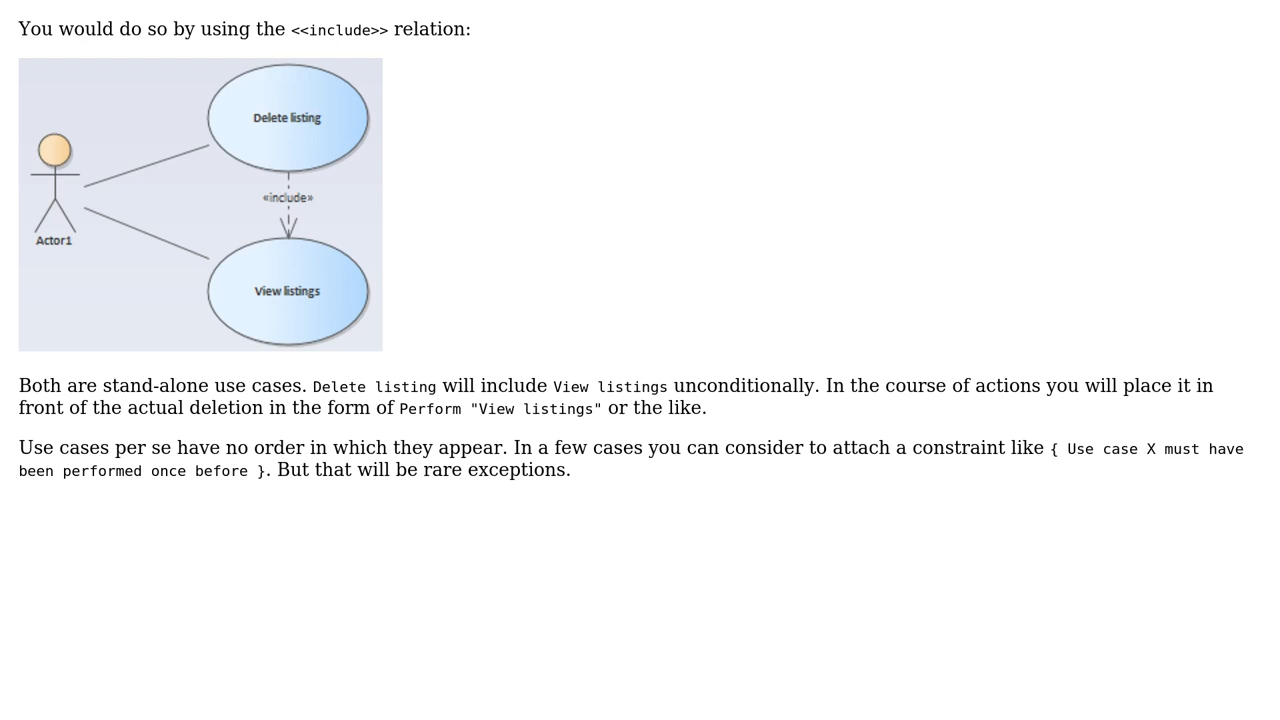 You would do so by using the <<include>> relation:
Delete listing
«include»
Actor1
View listings
Both are stand-alone use cases. Delete listing will include View listings unconditionally. In the course of actions you will place it in
front of the actual deletion in the form of Perform "View listings" or the like.
Use cases per se have no order in which they appear. In a few cases you can consider to attach a constraint like { Use case X must have
been performed once before }. But that will be rare exceptions.